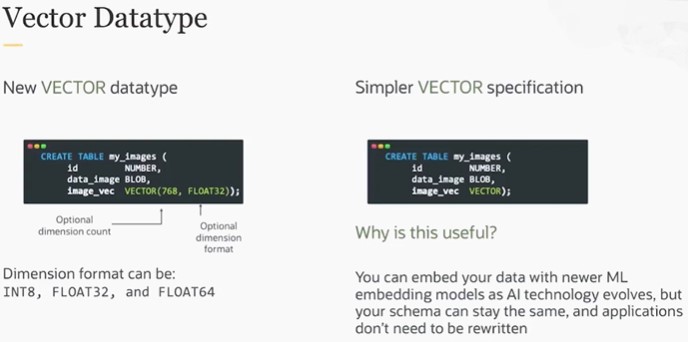 Vector Datatype
New VECTOR datatype
CREATE TABLE my_images (
id NUMBER,
data_image BLOB,
image_vec VECTOR(768, FLOAT32));
Optional
dimension count
Optional
dimension
format
Dimension format can be:
INT8, FLOAT32, and FLOAT64
Simpler VECTOR specification
CREATE TABLE my_images (
id NUMBER,
data_image BLOB,
image_vec VECTOR);
Why is this useful?
You can embed your data with newer ML
embedding models as AI technology evolves, but
your schema can stay the same, and applications
don't need to be rewritten